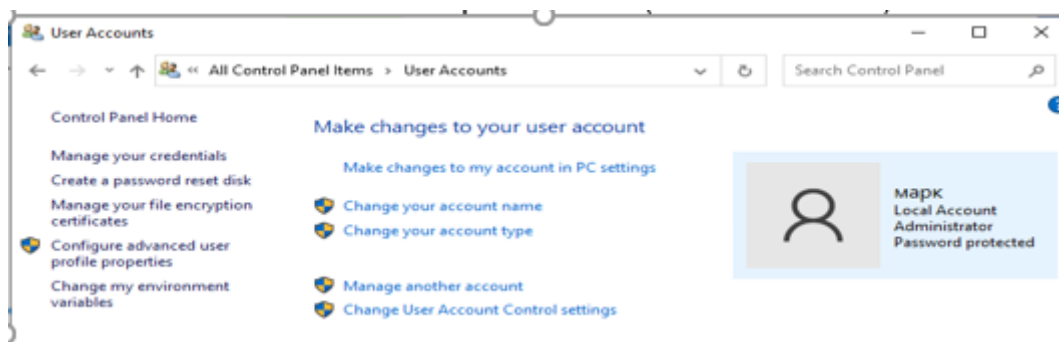 User Accounts
« All Control Panel Items > User Accounts
Search Control Panel
Control Panel Home
Make changes to your user account
Manage your credentials
Create a password reset disk
Manage your file encryption
certificates
Configure advanced user
profile properties
Change my environment
variables
Make changes to my account in PC settings
Change your account name
Change your account type
Manage another account
Change User Account Control settings
марк
Local Account
Administrator
Password protected